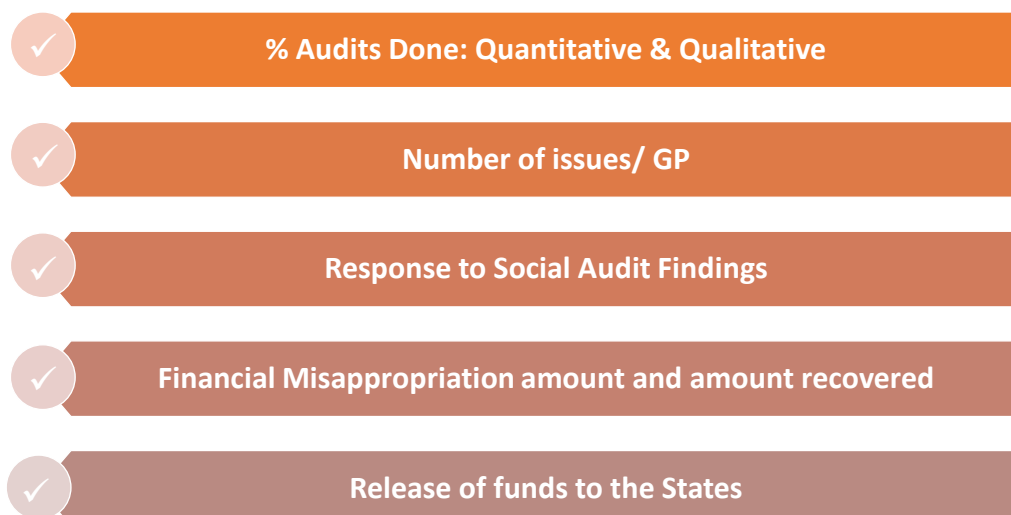 % Audits Done: Quantitative & Qualitative
Number of issues/ GP
Response to Social Audit Findings
Financial Misappropriation amount and amount recovered
Release of funds to the States